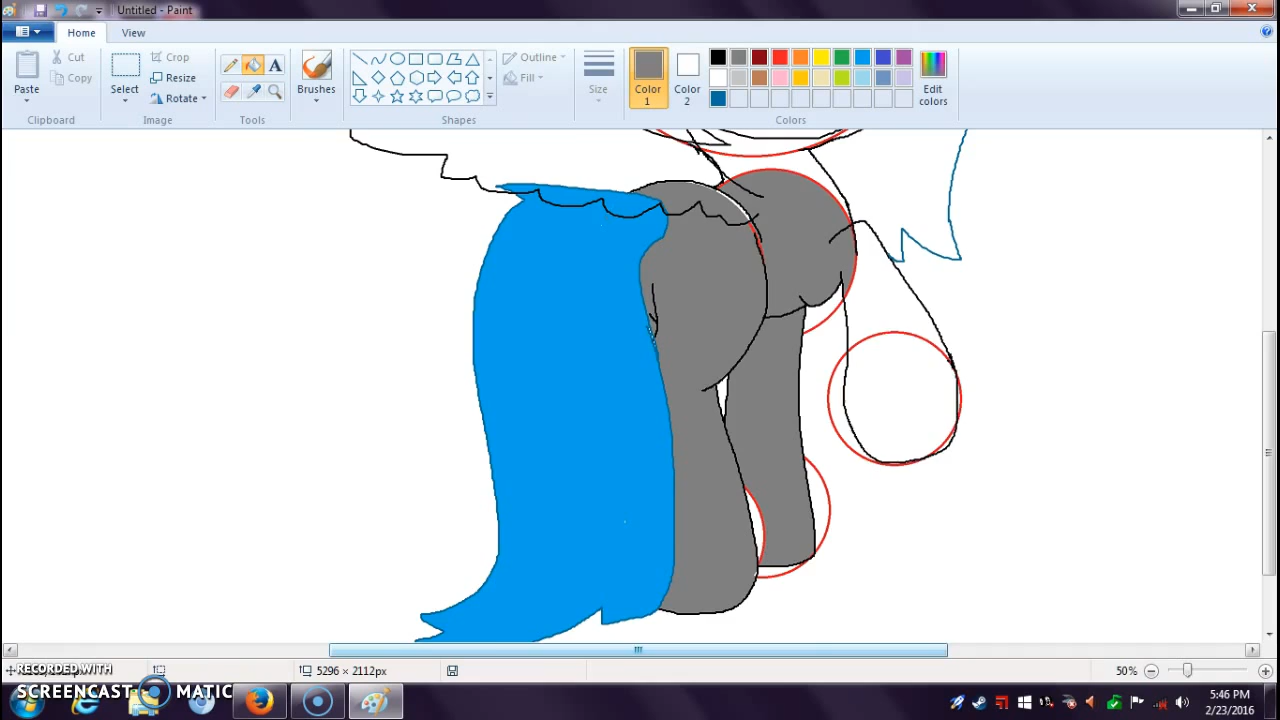 Untitled - Paint
Home View
Paste
Cut
Copy
Clipboard
Select
Crop
Resize
Rotate
Image
A
Tools
Brushes
Outline
Fill
Shapes
Size
Color 1
Color 2
Edit colors
Colors
5296 × 2112px
50%
RECORDED WITH
SCREENCAST MATIC
5:46 PM
2/23/2016